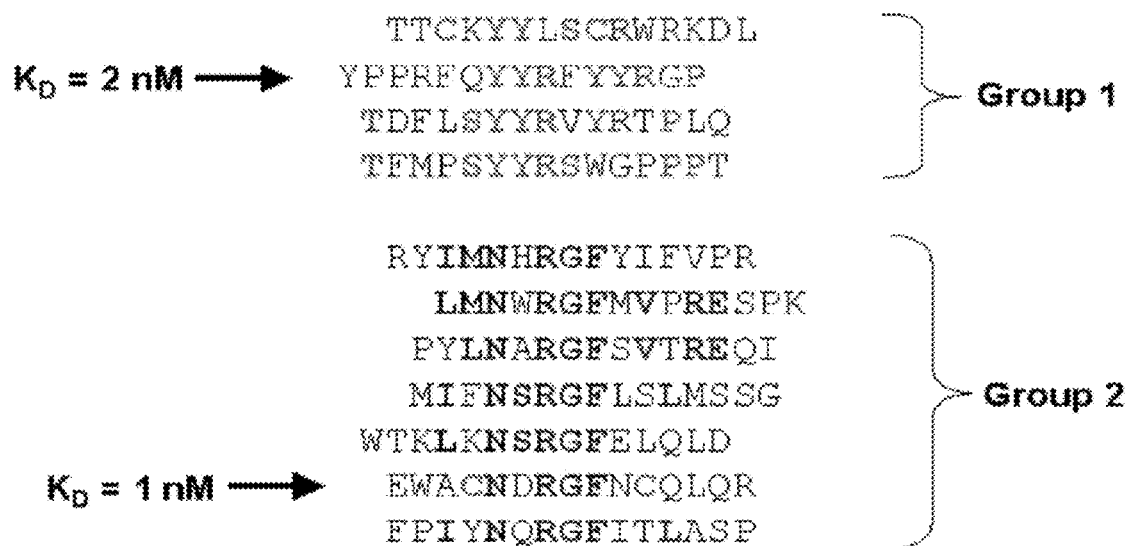 TTCKYYLSCRWRKDL
K_D = 2 nM YPPRFQYYRFYYRGP Group 1
TDFLSYYRVYRTPLQ
TFMPSYYRSWGPPPT
RYIMNHRGFYIFVPR
LMNWRGFMVPRESPK
PYLNARGFSVTREQI
MIFNSRGFLSLMSSG Group 2
WTKLKNSRGFELQLD
K_D = 1 nM EWACNDRGFNCQLQR
FPIYNQRGFITLASP